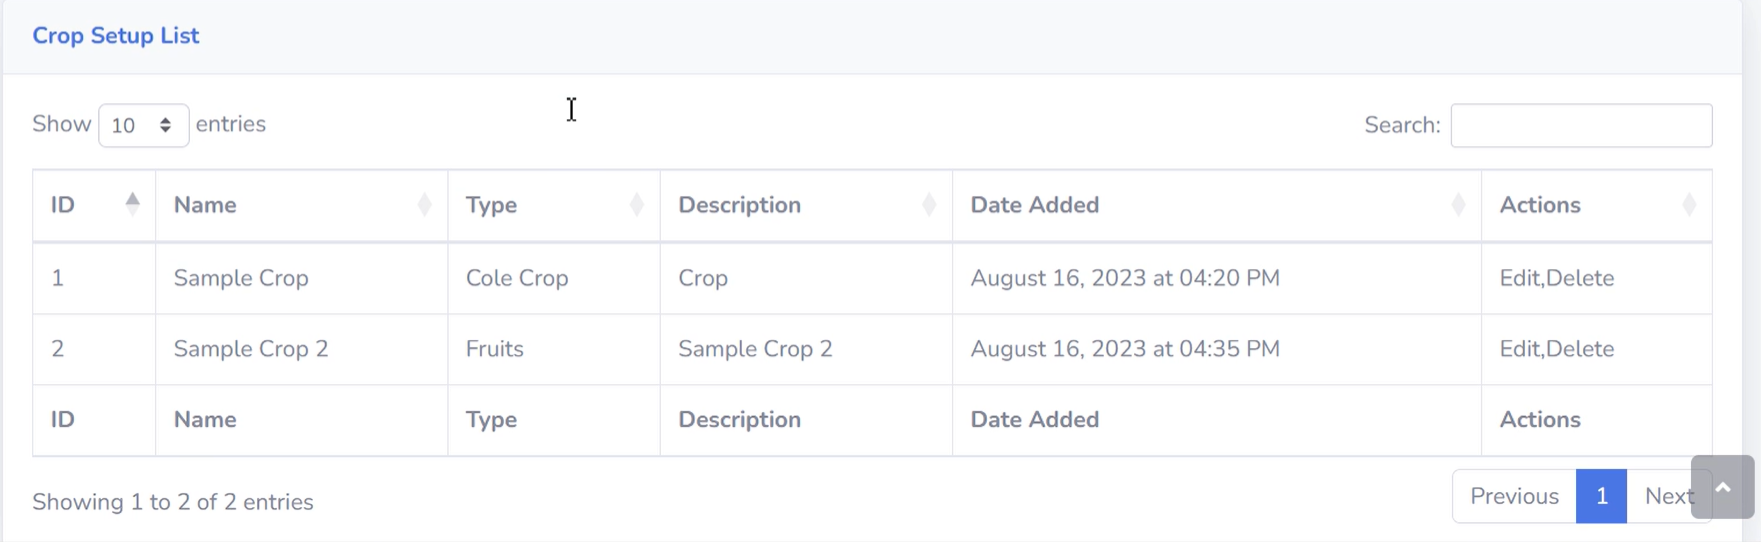 Crop Setup List
Show 10 entries Search:
ID Name Type Description Date Added Actions
1 Sample Crop Cole Crop Crop August 16, 2023 at 04:20 PM Edit,Delete
2 Sample Crop 2 Fruits Sample Crop 2 August 16, 2023 at 04:35 PM Edit,Delete
ID Name Type Description Date Added Actions
Showing 1 to 2 of 2 entries Previous 1 Next